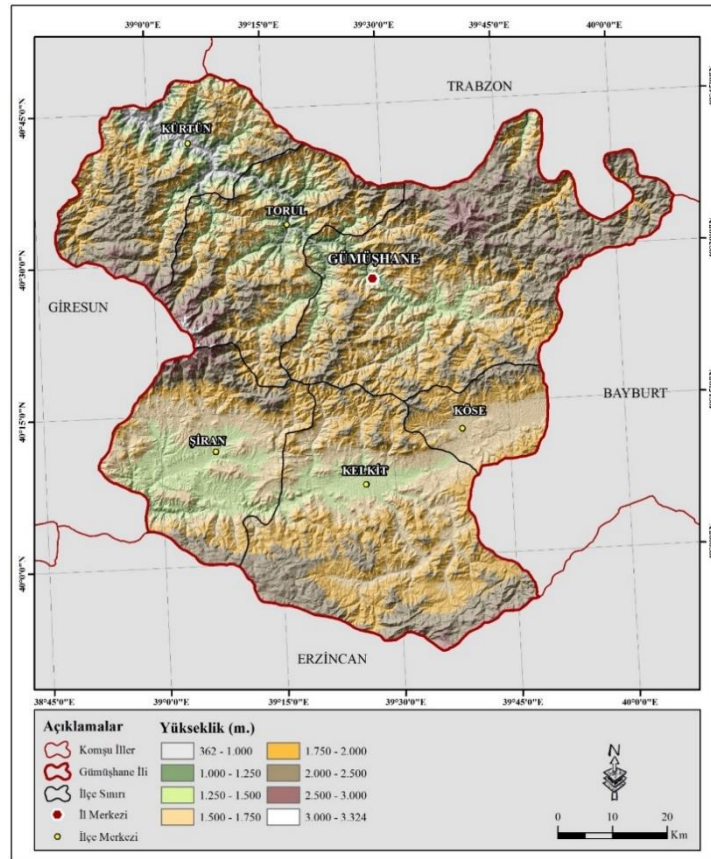 39°0'0"E 39°15'0"E 39°30'0"E 39°45'0"E 40°0'0"E
TRABZON
40°45'0"N
KÜRTÜN
TORUL
GÜMÜŞHANE
40°30'0"N
GİRESUN
BAYBURT
KÖSE
40°15'0"N
ŞİRAN
KELKİT
40°0'0"N
ERZİNCAN
38°45'0"E 39°0'0"E 39°15'0"E 39°30'0"E 39°45'0"E 40°0'0"E
Açıklamalar
Komşu İller
Gümüşhane İli
İlçe Sınırı
İl Merkezi
İlçe Merkezi
Yükseklik (m.)
362 - 1.000
1.000 - 1.250
1.250 - 1.500
1.500 - 1.750
1.750 - 2.000
2.000 - 2.500
2.500 - 3.000
3.000 - 3.324
N
0 10 20
Km